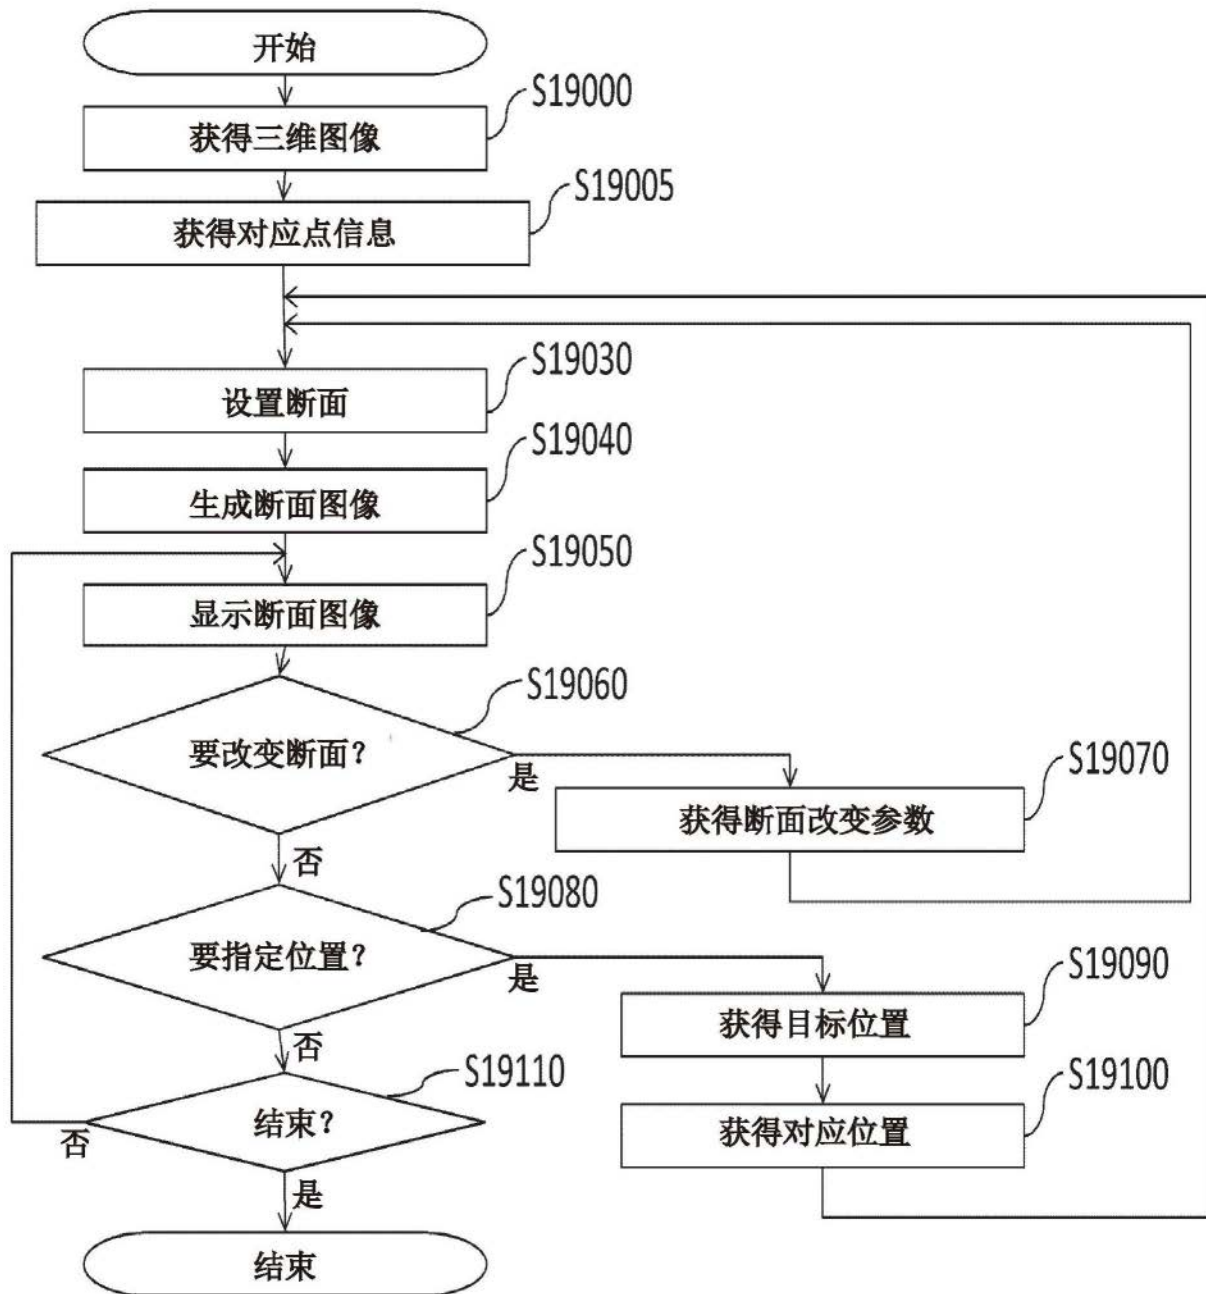 开始
S19000
获得三维图像
S19005
获得对应点信息
S19030
设置断面
S19040
生成断面图像
S19050
显示断面图像
S19060
要改变断面？
是
S19070
获得断面改变参数
否
S19080
要指定位置？
是
S19090
获得目标位置
否
S19100
获得对应位置
S19110
结束？
否
是
结束